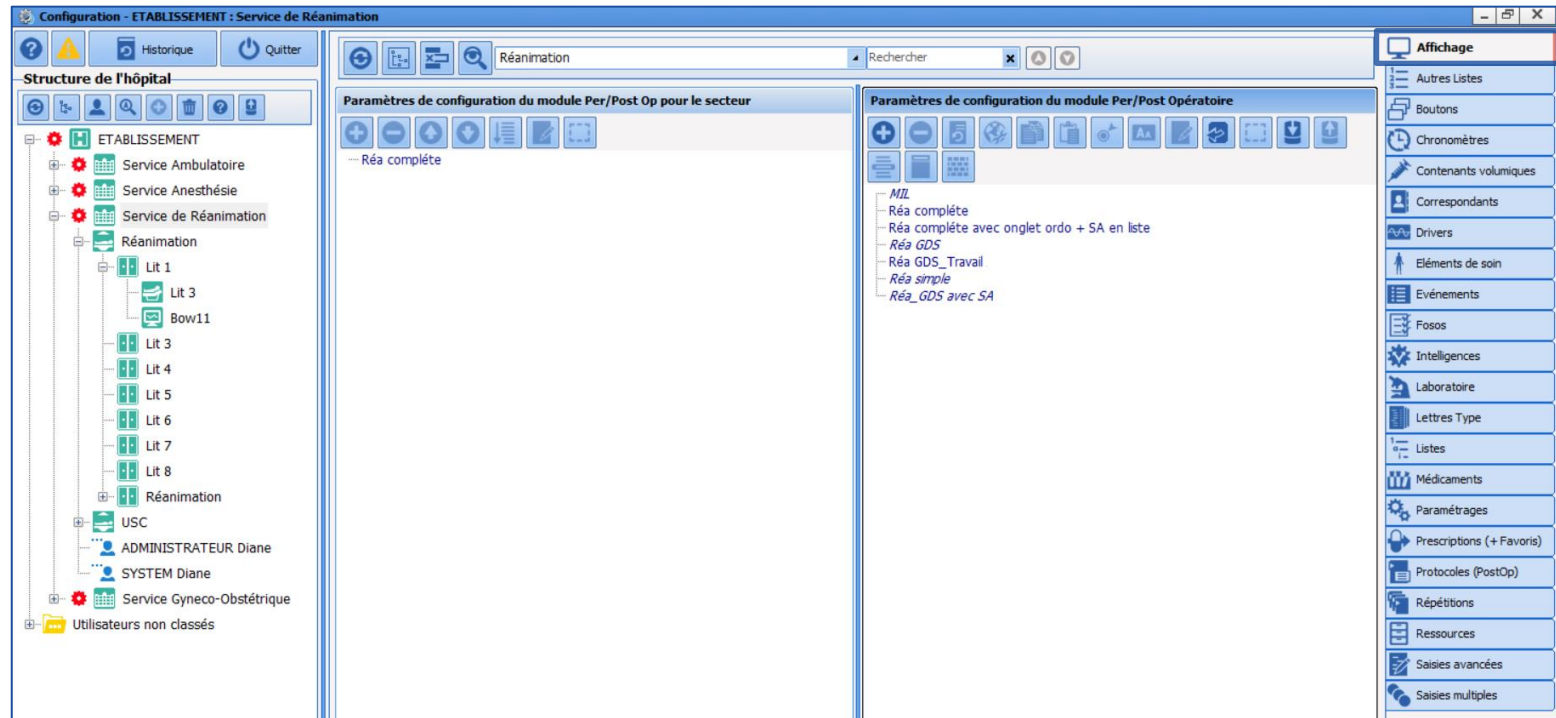 Configuration - ETABLISSEMENT : Service de Réanimation
Historique
Quitter
Structure de l'hôpital
ETABLISSEMENT
Service Ambulatoire
Service Anesthésie
Service de Réanimation
Réanimation
Lit 1
Lit 3
Bow11
Lit 3
Lit 4
Lit 5
Lit 6
Lit 7
Lit 8
Réanimation
USC
ADMINISTRATEUR Diane
SYSTEM Diane
Service Gyneco-Obstétrique
Utilisateurs non classés
Réanimation
Rechercher
Paramètres de configuration du module Per/Post Op pour le secteur
Réa compléte
Paramètres de configuration du module Per/Post Opératoire
MIL
Réa compléte
Réa compléte avec onglet ordo + SA en liste
Réa GDS
Réa GDS_Travail
Réa simple
Réa_GDS avec SA
Affichage
Autres Listes
Boutons
Chronomètres
Contenants volumiques
Correspondants
Drivers
Eléments de soin
Evénements
Fosos
Intelligences
Laboratoire
Lettres Type
Listes
Médicaments
Paramétrages
Prescriptions (+ Favoris)
Protocoles (PostOp)
Répétitions
Ressources
Saisies avancées
Saisies multiples